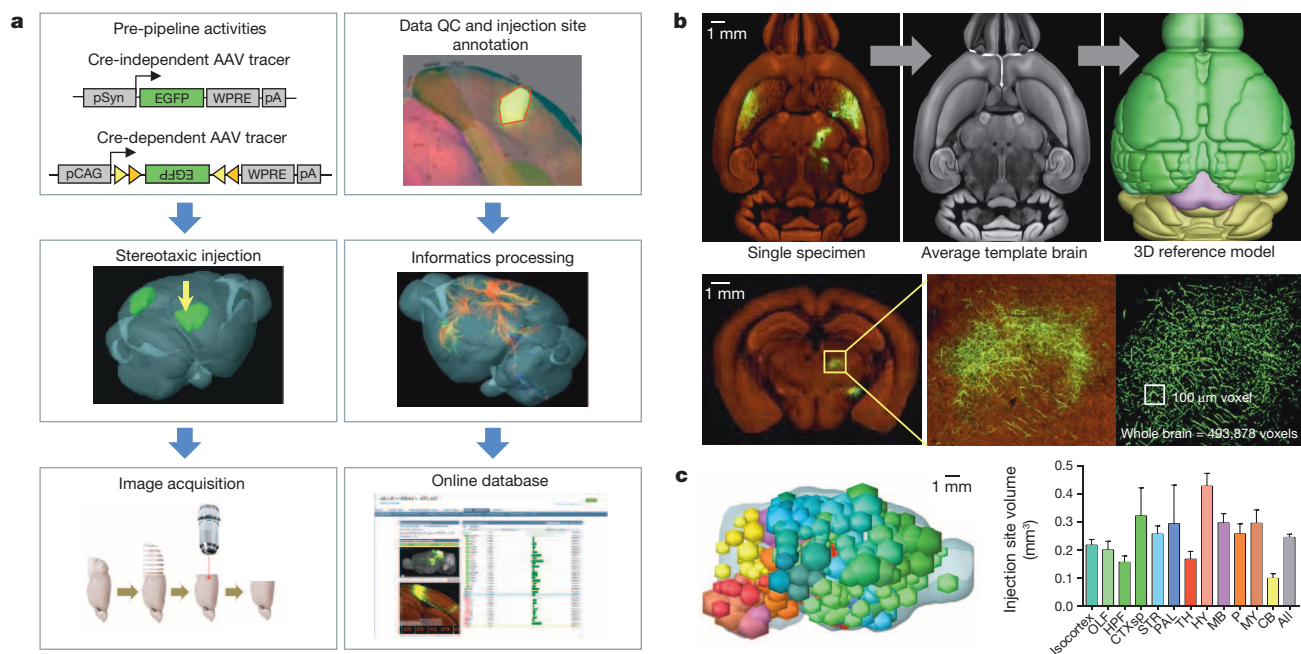 a
Pre-pipeline activities
Cre-independent AAV tracer
pSyn EGFP WPRE pA
Cre-dependent AAV tracer
pCAG EGFP WPRE pA
Data QC and injection site
annotation
Stereotaxic injection
Informatics processing
Image acquisition
Online database
b
1 mm
Single specimen
Average template brain
3D reference model
1 mm
100 μm voxel
Whole brain = 493,878 voxels
c
1 mm
Injection site volume
(mm³)
0.5
0.4
0.3
0.2
0.1
0.0
Isocortex
OLF
HPF
CTXsp
STR
PAL
TH
HY
MB
P
MY
CB
All